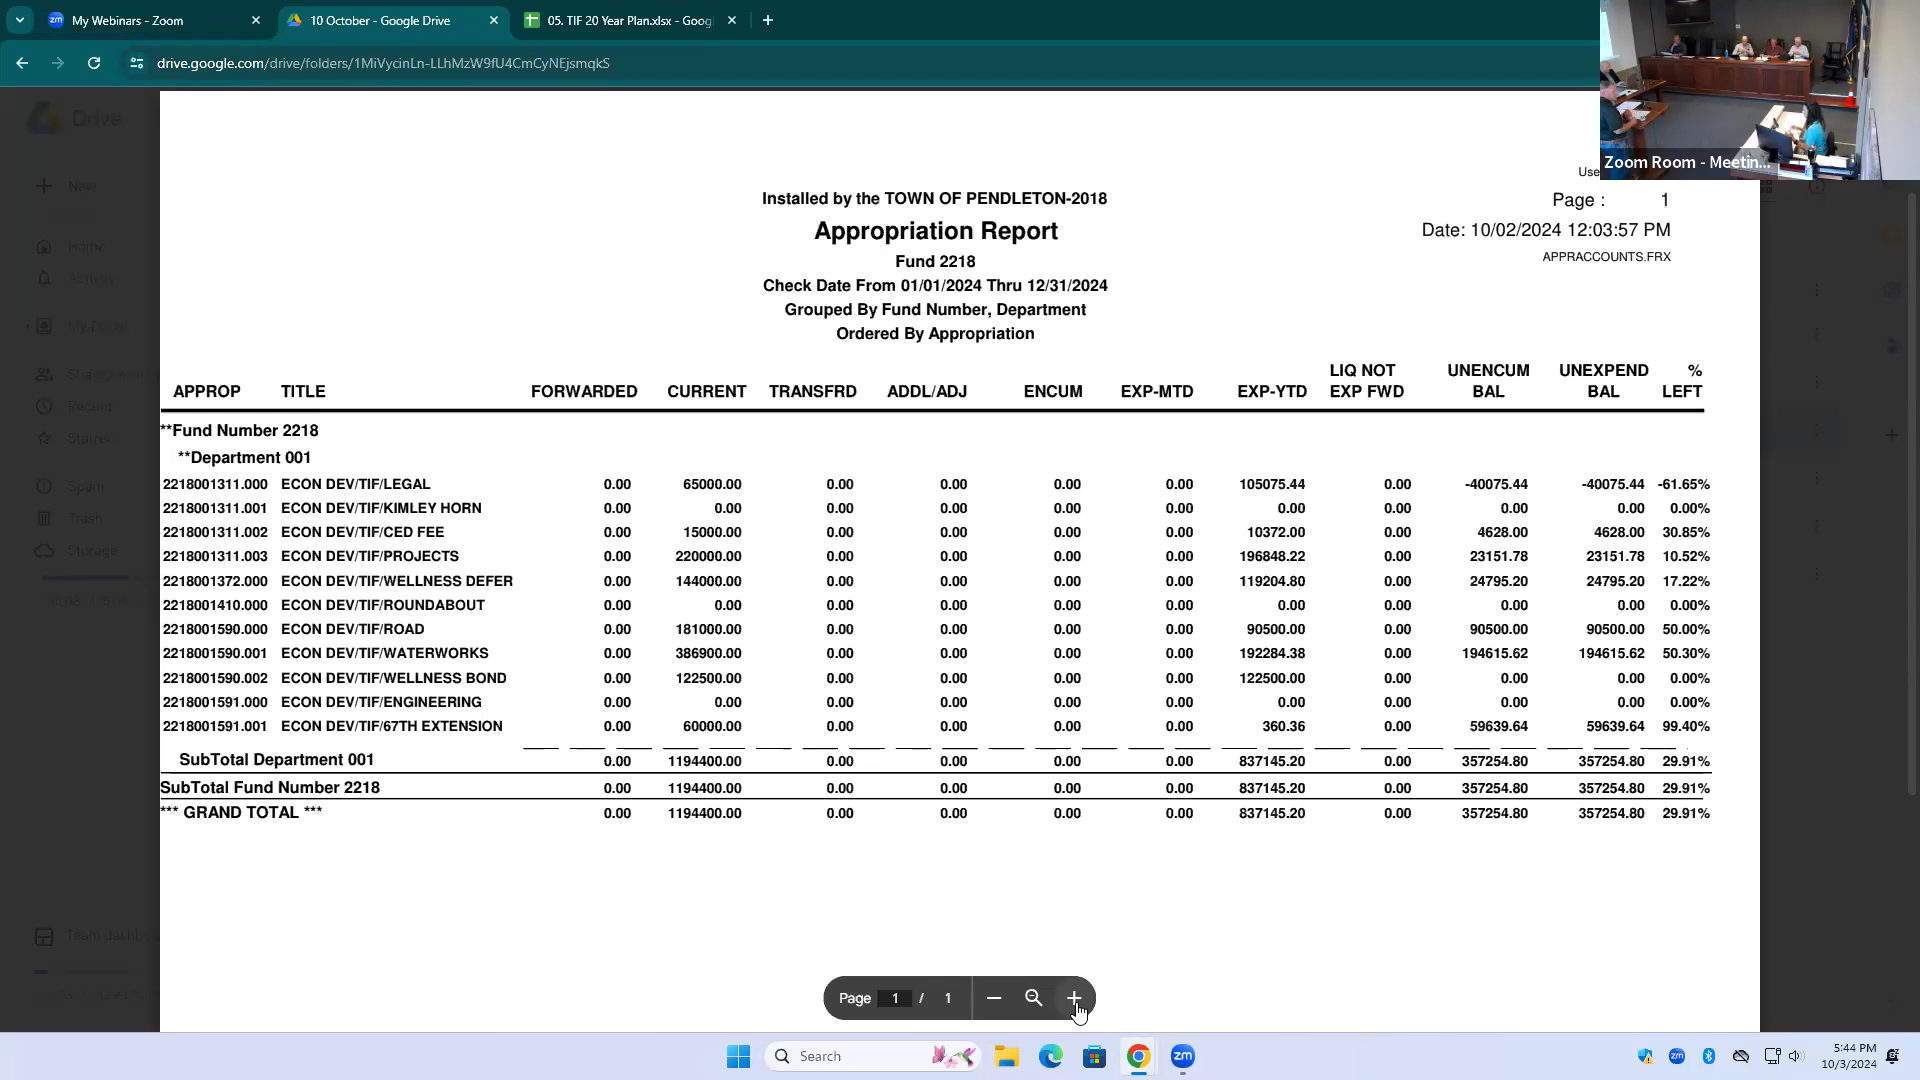 My Webinars - Zoom
10 October - Google Drive
05. TIF 20 Year Plan.xlsx - Goog
drive.google.com/drive/folders/1MiVycinLn-LLhMzW9fU4CmCyNEjsmqkS
Zoom Room - Meetin...
Drive
New
Home
Activity
My Drive
Recent
Starred
Spam
Trash
Storage
Use
Installed by the TOWN OF PENDLETON-2018
Page : 1
Appropriation Report
Date: 10/02/2024 12:03:57 PM
Fund 2218
APPRACCOUNTS.FRX
Check Date From 01/01/2024 Thru 12/31/2024
Grouped By Fund Number, Department
Ordered By Appropriation
LIQ NOT UNENCUM UNEXPEND %
APPROP TITLE FORWARDED CURRENT TRANSFRD ADDL/ADJ ENCUM EXP-MTD EXP-YTD EXP FWD BAL BAL LEFT
**Fund Number 2218
**Department 001
2218001311.000 ECON DEV/TIF/LEGAL 0.00 65000.00 0.00 0.00 0.00 0.00 105075.44 0.00 -40075.44 -40075.44 -61.65%
2218001311.001 ECON DEV/TIF/KIMLEY HORN 0.00 0.00 0.00 0.00 0.00 0.00 0.00 0.00 0.00 0.00 0.00%
2218001311.002 ECON DEV/TIF/CED FEE 0.00 15000.00 0.00 0.00 0.00 0.00 10372.00 0.00 4628.00 4628.00 30.85%
2218001311.003 ECON DEV/TIF/PROJECTS 0.00 220000.00 0.00 0.00 0.00 0.00 196848.22 0.00 23151.78 23151.78 10.52%
2218001372.000 ECON DEV/TIF/WELLNESS DEFER 0.00 144000.00 0.00 0.00 0.00 0.00 119204.80 0.00 24795.20 24795.20 17.22%
2218001410.000 ECON DEV/TIF/ROUNDABOUT 0.00 0.00 0.00 0.00 0.00 0.00 0.00 0.00 0.00 0.00 0.00%
2218001590.000 ECON DEV/TIF/ROAD 0.00 181000.00 0.00 0.00 0.00 0.00 90500.00 0.00 90500.00 90500.00 50.00%
2218001590.001 ECON DEV/TIF/WATERWORKS 0.00 386900.00 0.00 0.00 0.00 0.00 192284.38 0.00 194615.62 194615.62 50.30%
2218001590.002 ECON DEV/TIF/WELLNESS BOND 0.00 122500.00 0.00 0.00 0.00 0.00 122500.00 0.00 0.00 0.00 0.00%
2218001591.000 ECON DEV/TIF/ENGINEERING 0.00 0.00 0.00 0.00 0.00 0.00 0.00 0.00 0.00 0.00 0.00%
2218001591.001 ECON DEV/TIF/67TH EXTENSION 0.00 60000.00 0.00 0.00 0.00 0.00 360.36 0.00 59639.64 59639.64 99.40%
SubTotal Department 001 0.00 1194400.00 0.00 0.00 0.00 0.00 837145.20 0.00 357254.80 357254.80 29.91%
SubTotal Fund Number 2218 0.00 1194400.00 0.00 0.00 0.00 0.00 837145.20 0.00 357254.80 357254.80 29.91%
*** GRAND TOTAL *** 0.00 1194400.00 0.00 0.00 0.00 0.00 837145.20 0.00 357254.80 357254.80 29.91%
Page 1 / 1
Search
5:44 PM
10/3/2024